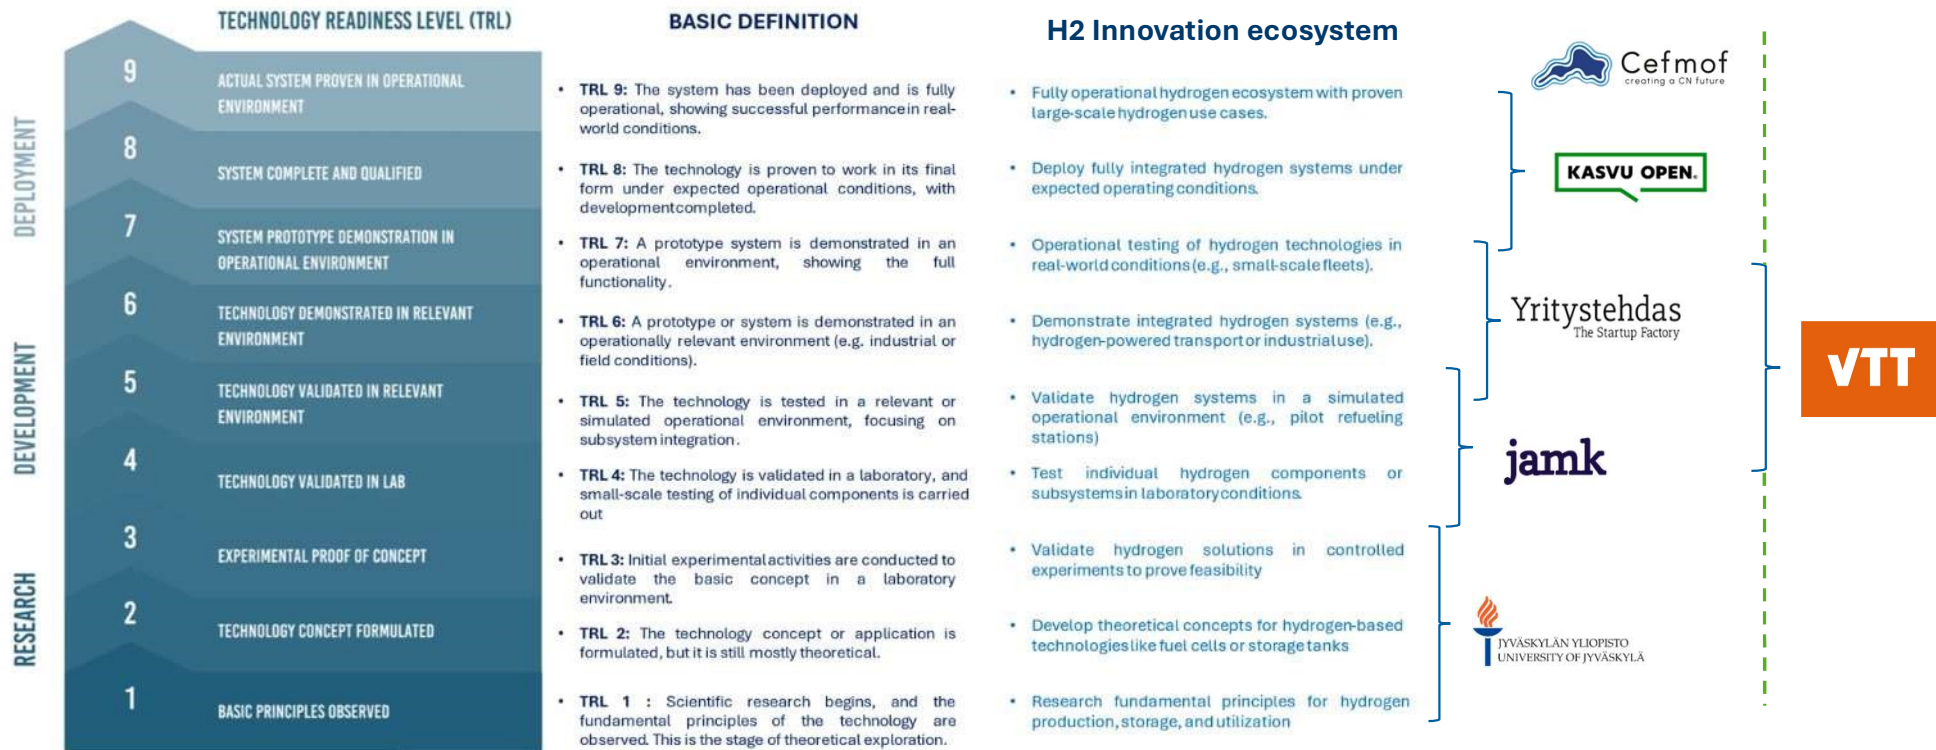 TECHNOLOGY READINESS LEVEL (TRL)
BASIC DEFINITION
H2 Innovation ecosystem
DEPLOYMENT
DEVELOPMENT
RESEARCH
9
ACTUAL SYSTEM PROVEN IN OPERATIONAL
ENVIRONMENT
8
SYSTEM COMPLETE AND QUALIFIED
7
SYSTEM PROTOTYPE DEMONSTRATION IN
OPERATIONAL ENVIRONMENT
6
TECHNOLOGY DEMONSTRATED IN RELEVANT
ENVIRONMENT
5
TECHNOLOGY VALIDATED IN RELEVANT
ENVIRONMENT
4
TECHNOLOGY VALIDATED IN LAB
3
EXPERIMENTAL PROOF OF CONCEPT
2
TECHNOLOGY CONCEPT FORMULATED
1
BASIC PRINCIPLES OBSERVED
• TRL 9: The system has been deployed and is fully
operational, showing successful performance in real-
world conditions.
• TRL 8: The technology is proven to work in its final
form under expected operational conditions, with
development completed.
• TRL 7: A prototype system is demonstrated in an
operational environment, showing the full
functionality.
• TRL 6: A prototype or system is demonstrated in an
operationally relevant environment (e.g. industrial or
field conditions).
• TRL 5: The technology is tested in a relevant or
simulated operational environment, focusing on
subsystem integration.
• TRL 4: The technology is validated in a laboratory, and
small-scale testing of individual components is carried
out
• TRL 3: Initial experimental activities are conducted to
validate the basic concept in a laboratory
environment.
• TRL 2: The technology concept or application is
formulated, but it is still mostly theoretical.
• TRL 1 : Scientific research begins, and the
fundamental principles of the technology are
observed. This is the stage of theoretical exploration.
• Fully operational hydrogen ecosystem with proven
large-scale hydrogen use cases.
• Deploy fully integrated hydrogen systems under
expected operating conditions.
• Operational testing of hydrogen technologies in
real-world conditions (e.g., small-scale fleets).
• Demonstrate integrated hydrogen systems (e.g.,
hydrogen-powered transport or industrial use).
• Validate hydrogen systems in a simulated
operational environment (e.g., pilot refueling
stations)
• Test individual hydrogen components or
subsystems in laboratory conditions.
• Validate hydrogen solutions in controlled
experiments to prove feasibility
• Develop theoretical concepts for hydrogen-based
technologies like fuel cells or storage tanks
• Research fundamental principles for hydrogen
production, storage, and utilization
Cefmof
creating a CN future
KASVU OPEN.
Yritystehdas
The Startup Factory
jamk
JYVÄSKYLÄN YLIOPISTO
UNIVERSITY OF JYVÄSKYLÄ
VTT